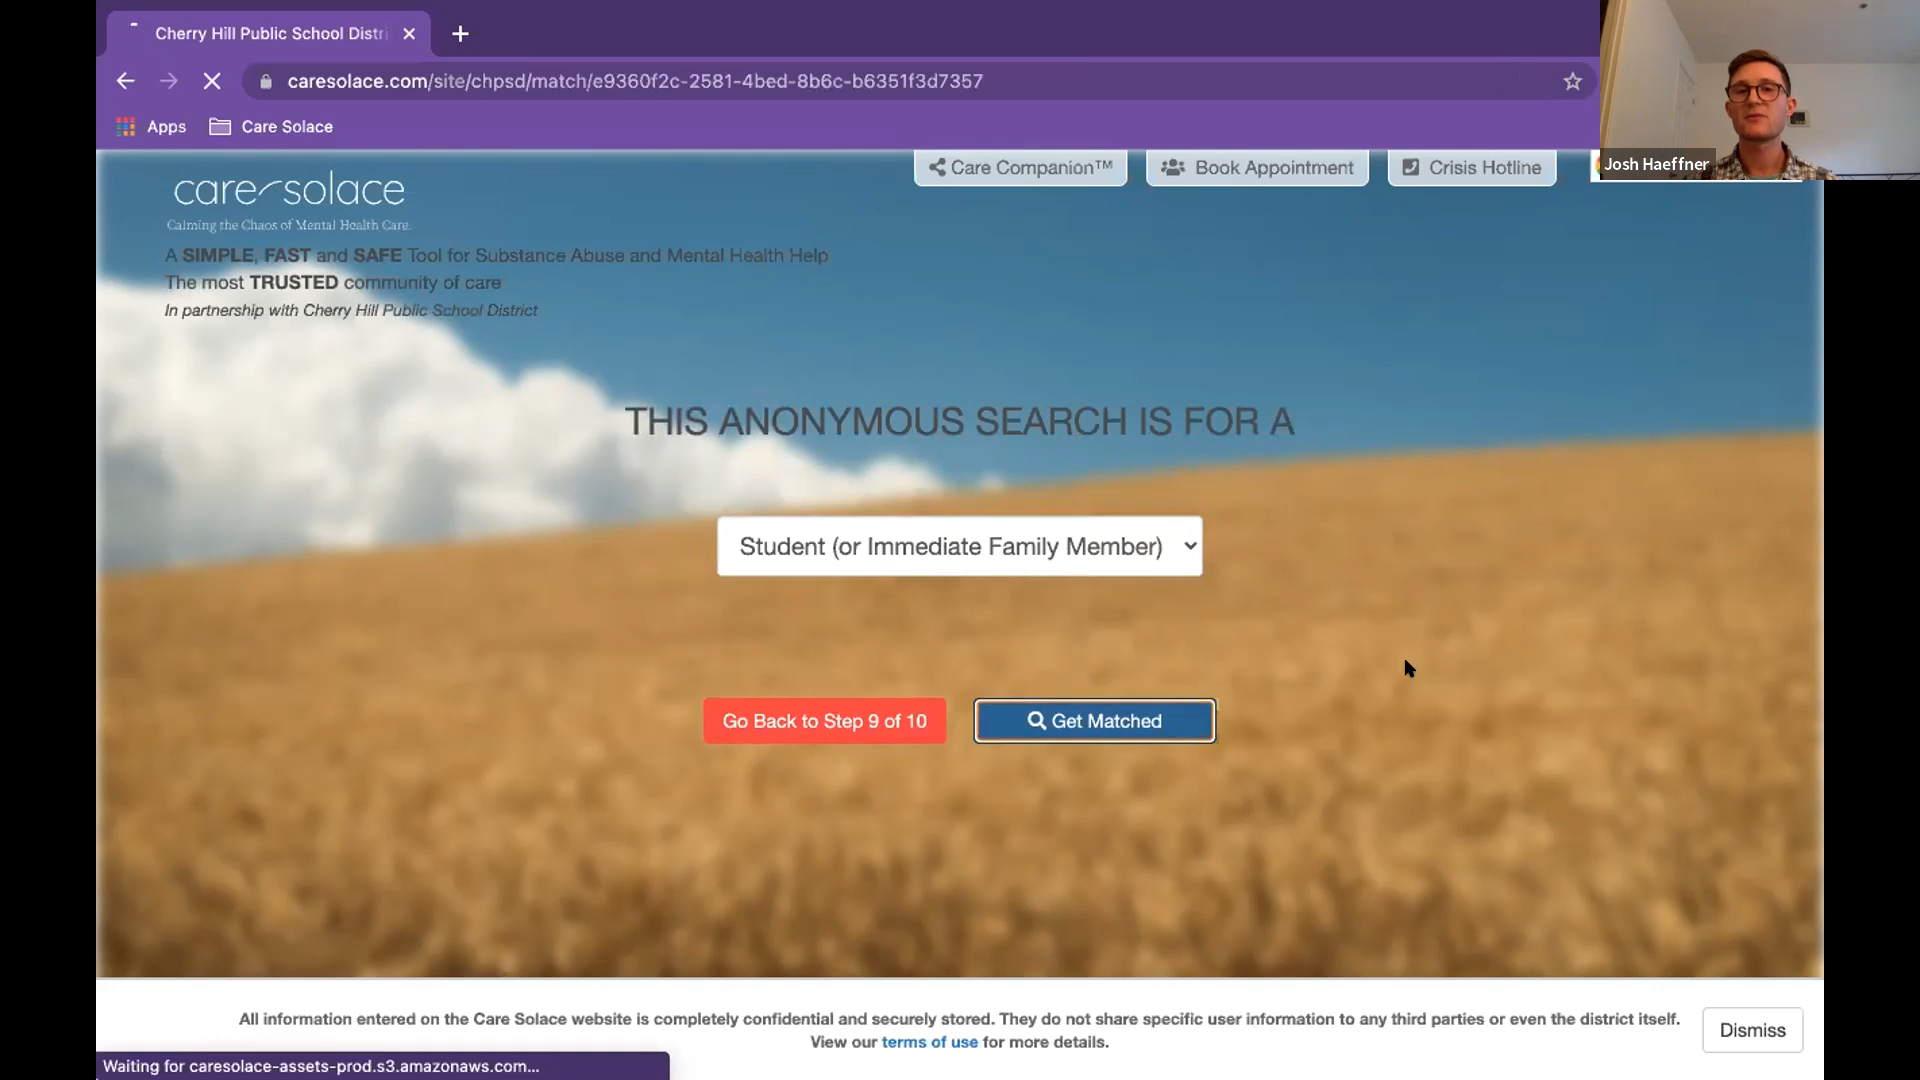 Cherry Hill Public School Distri
caresolace.com/site/chpsd/match/e9360f2c-2581-4bed-8b6c-b6351f3d7357
Apps
Care Solace
Josh Haeffner
Care Companion™
Book Appointment
Crisis Hotline
care solace
Calming the Chaos of Mental Health Care.
A SIMPLE, FAST and SAFE Tool for Substance Abuse and Mental Health Help
The most TRUSTED community of care
In partnership with Cherry Hill Public School District
THIS ANONYMOUS SEARCH IS FOR A
Student (or Immediate Family Member)
Go Back to Step 9 of 10
Get Matched
All information entered on the Care Solace website is completely confidential and securely stored. They do not share specific user information to any third parties or even the district itself.
View our terms of use for more details.
Dismiss
Waiting for caresolace-assets-prod.s3.amazonaws.com...